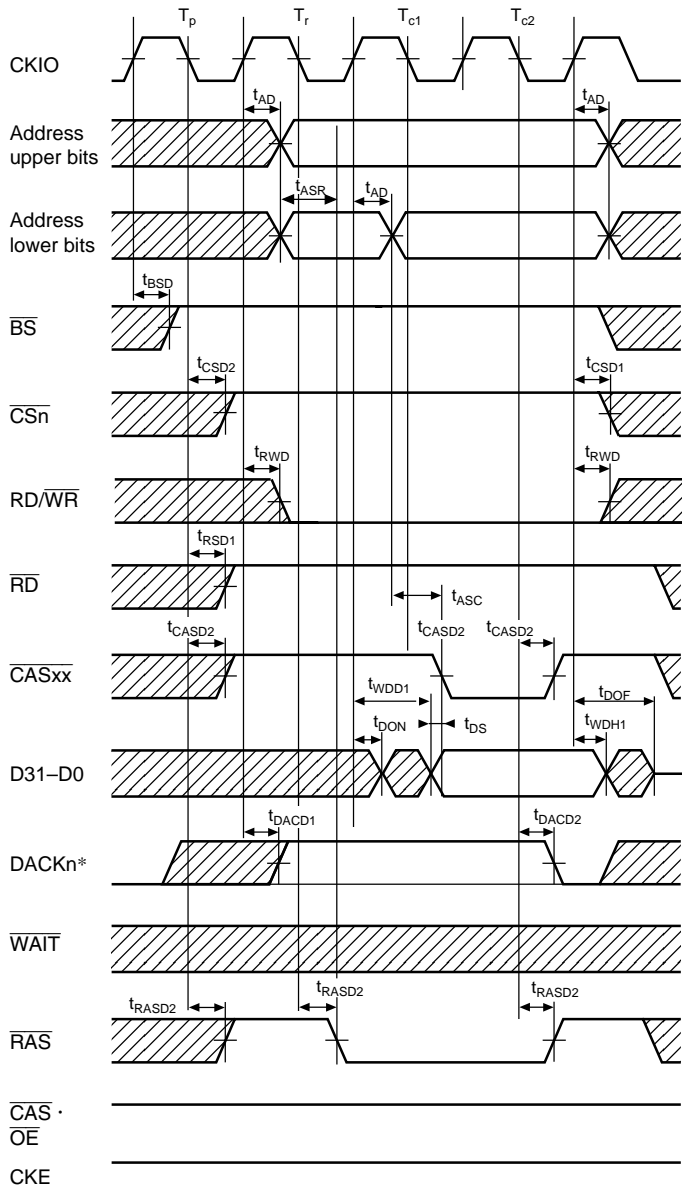 Tp Tr Tc1 Tc2
CKIO
tAD tAD
Address
upper bits
tASR tAD
Address
lower bits
tBSD
BS
tCSD2 tCSD1
CSn
tRWD tRWD
RD/WR
tRSD1
RD
tASC
tCASD2 tCASD2 tCASD2
CASxx
tWDD1 tDOF
tDON tDS tWDH1
D31–D0
tDACD1 tDACD2
DACKn*
WAIT
tRASD2 tRASD2 tRASD2
RAS
CAS ·
OE
CKE